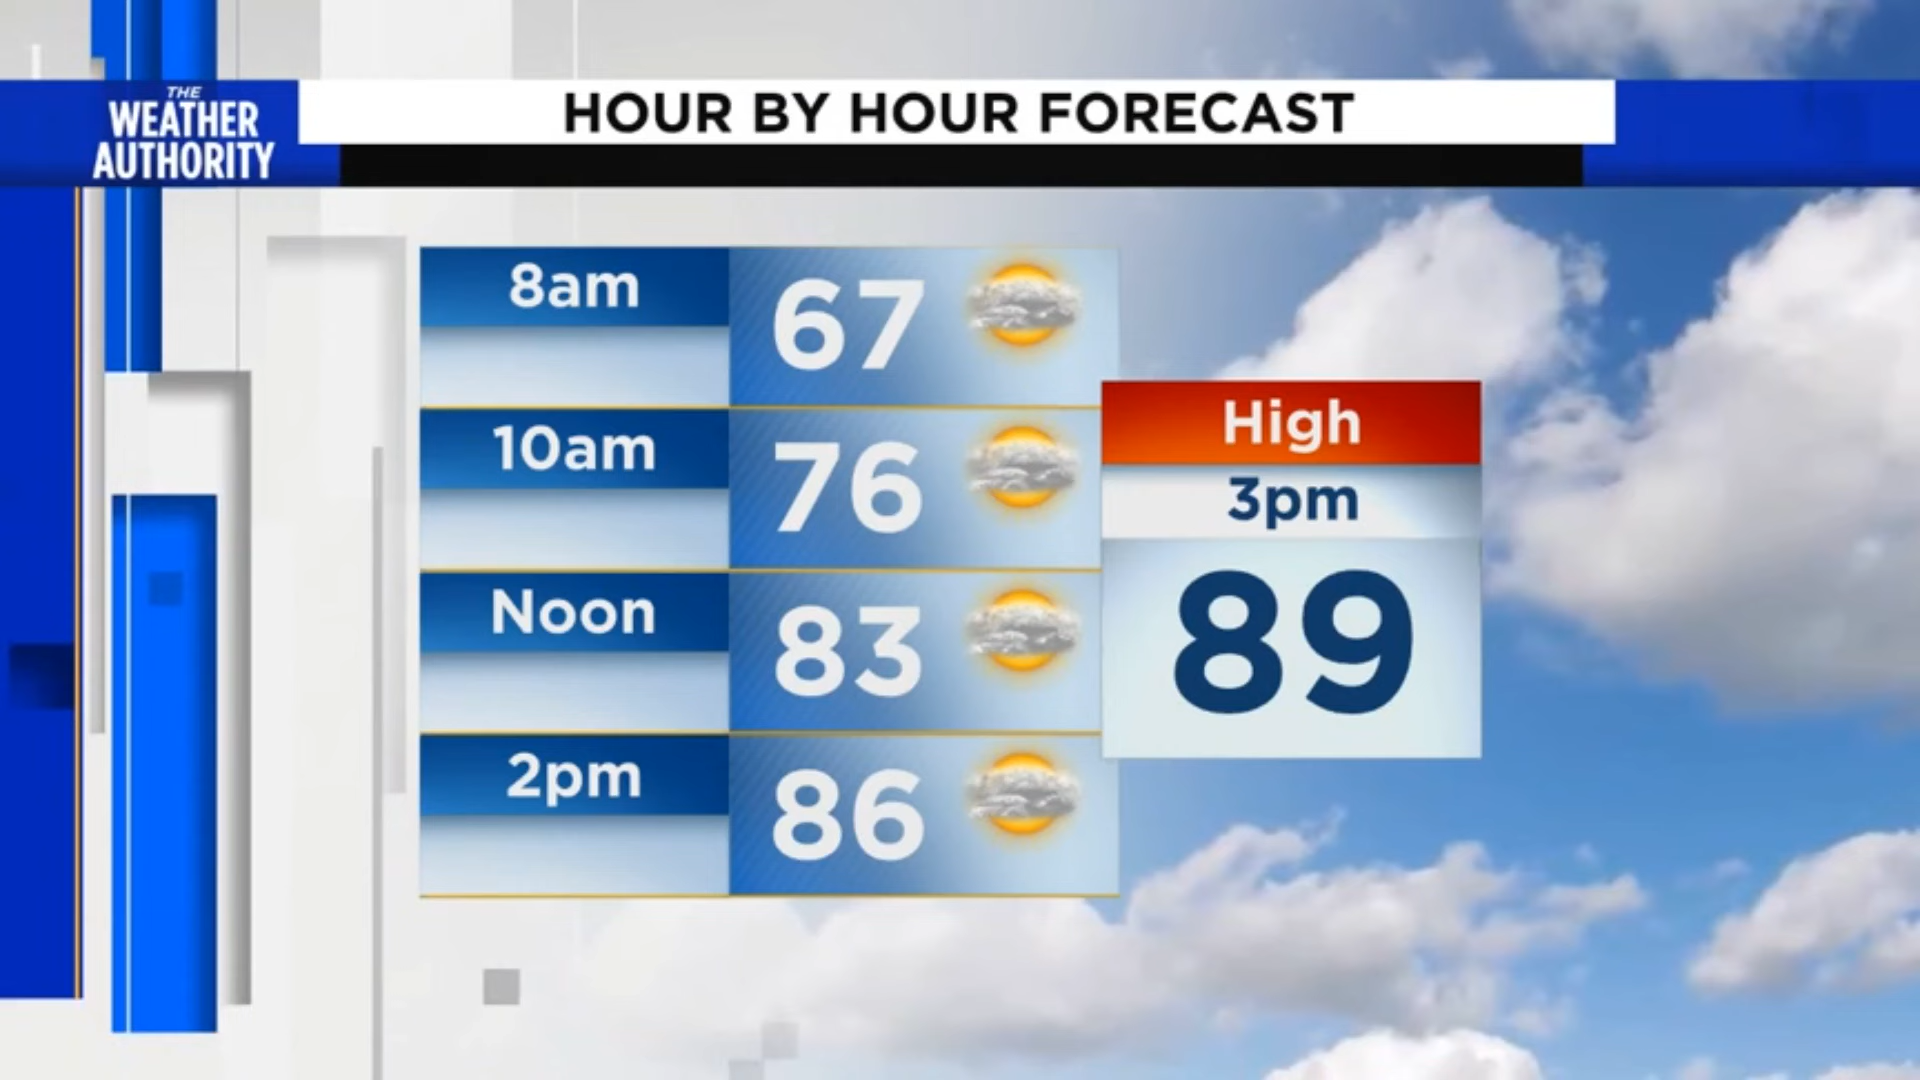 THE
WEATHER
AUTHORITY
HOUR BY HOUR FORECAST
8am
67
10am
76
Noon
83
2pm
86
High
3pm
89